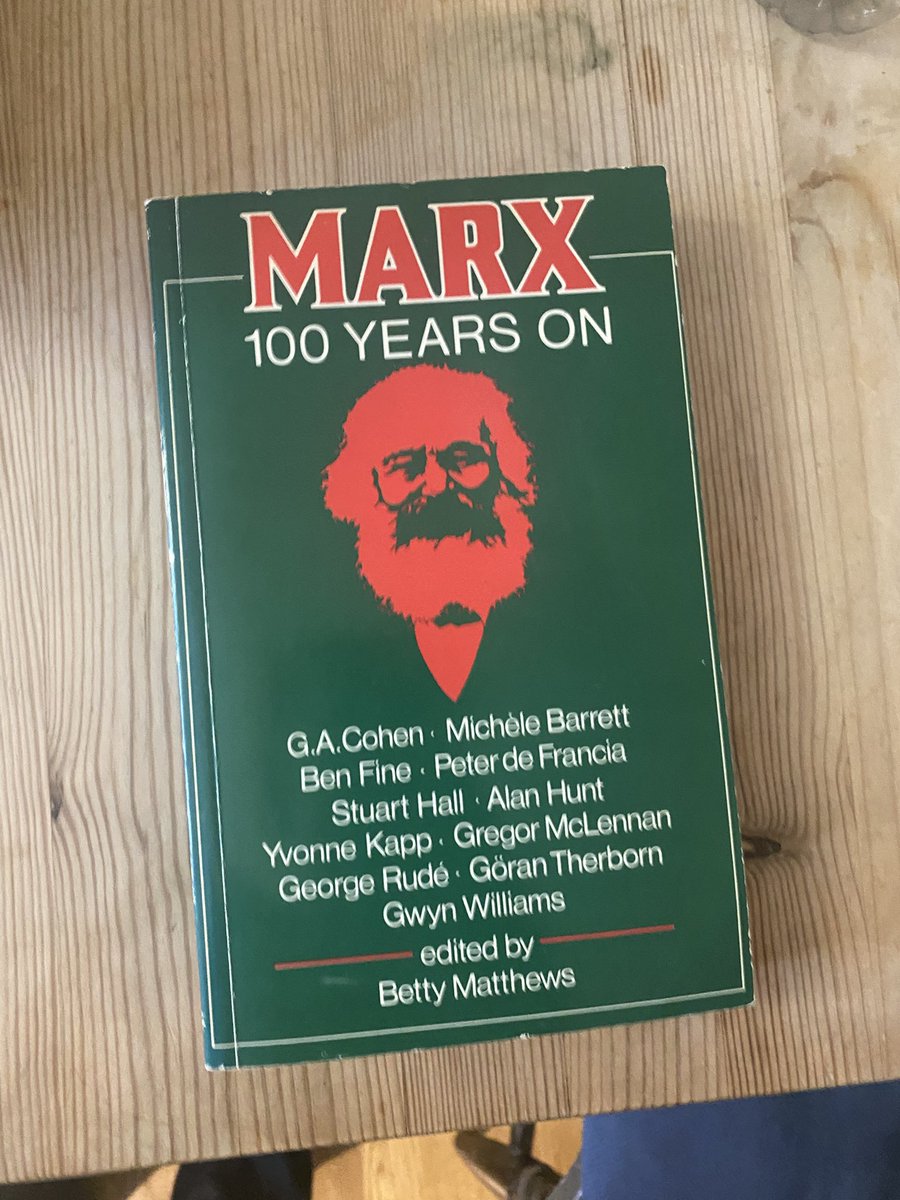 MARX
100 YEARS ON
G.A.Cohen · Michèle Barrett
Ben Fine · Peter de Francia
Stuart Hall · Alan Hunt
Yvonne Kapp · Gregor McLennan
George Rudé · Göran Therborn
Gwyn Williams
edited by
Betty Matthews